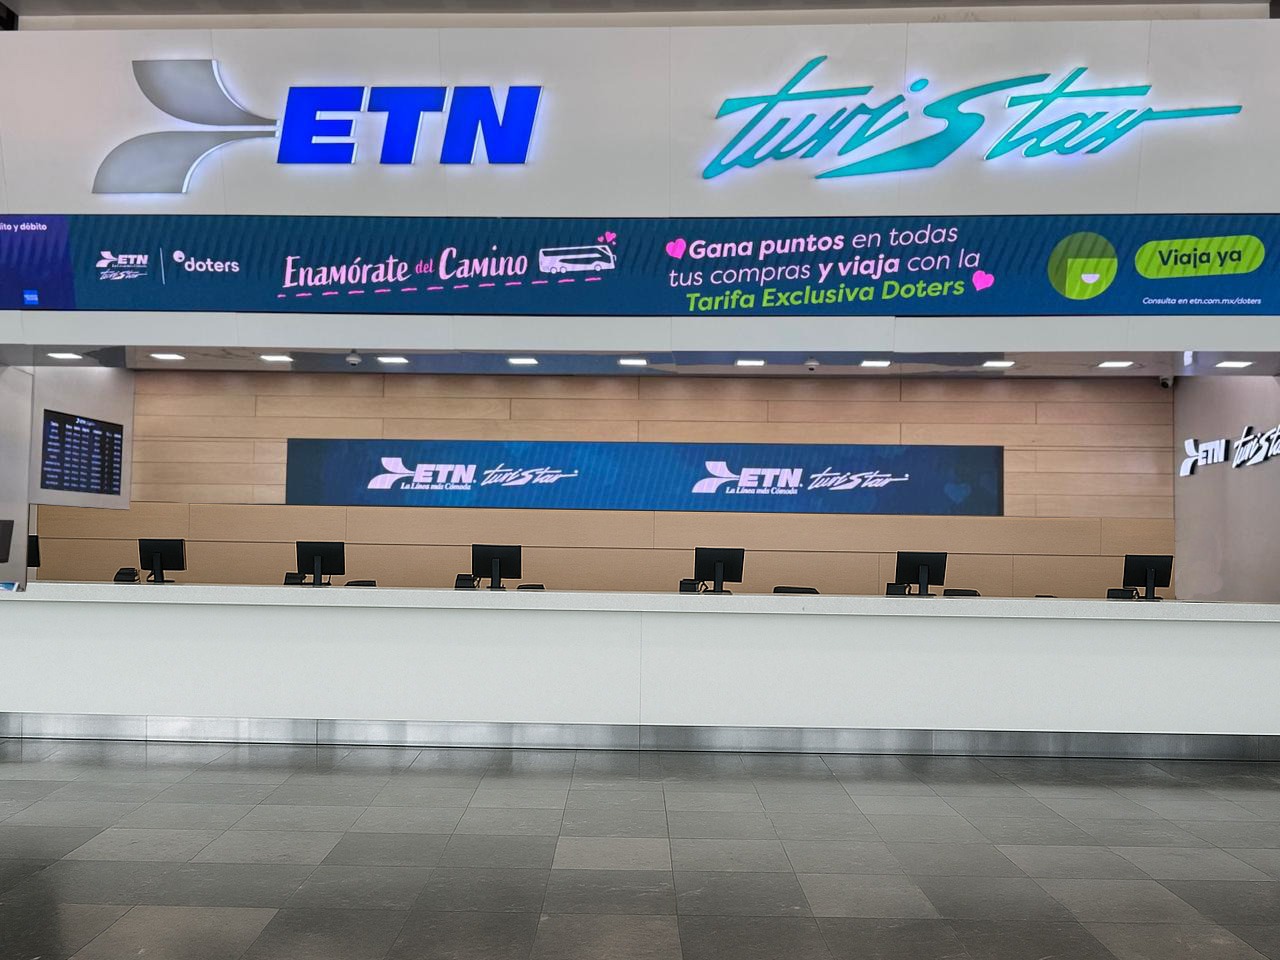 ETN
turiStar
ito y débito
ETN
turiStar
doters
Enamórate del Camino
Gana puntos en todas
tus compras y viaja con la
Tarifa Exclusiva Doters
Viaja ya
Consulta en etn.com.mx/doters
ETN
La Línea más Cómoda
turiStar
ETN
La Línea más Cómoda
turiStar
ETN turiSta